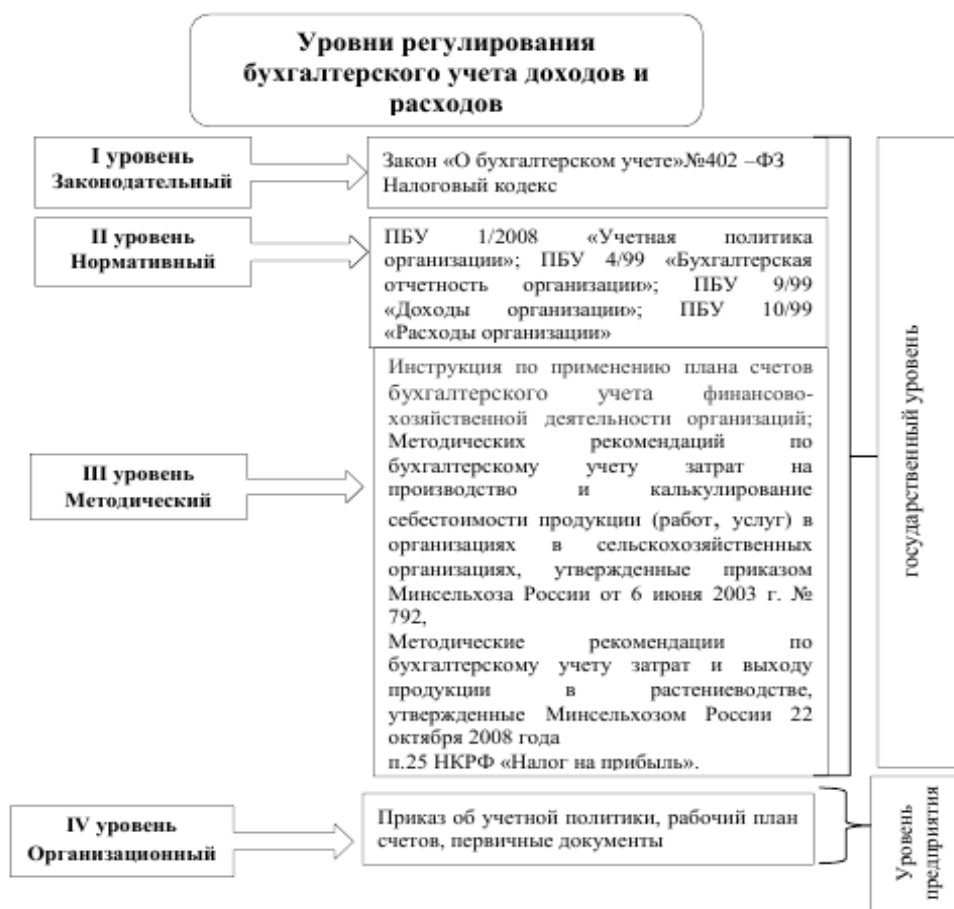 Уровни регулирования
бухгалтерского учета доходов и
расходов
I уровень
Законодательный
Закон «О бухгалтерском учете»№402 –ФЗ
Налоговый кодекс
II уровень
Нормативный
ПБУ 1/2008 «Учетная политика
организации»; ПБУ 4/99 «Бухгалтерская
отчетность организации»; ПБУ 9/99
«Доходы организации»; ПБУ 10/99
«Расходы организации»
III уровень
Методический
Инструкция по применению плана счетов
бухгалтерского учета финансово-
хозяйственной деятельности организаций;
Методических рекомендаций по
бухгалтерскому учету затрат на
производство и калькулирование
себестоимости продукции (работ, услуг) в
организациях в сельскохозяйственных
организациях, утвержденные приказом
Минсельхоза России от 6 июня 2003 г. №
792,
Методические рекомендации по
бухгалтерскому учету затрат и выходу
продукции в растениеводстве,
утвержденные Минсельхозом России 22
октября 2008 года
п.25 НКРФ «Налог на прибыль».
государственный уровень
IV уровень
Организационный
Приказ об учетной политики, рабочий план
счетов, первичные документы
Уровень
предприятия